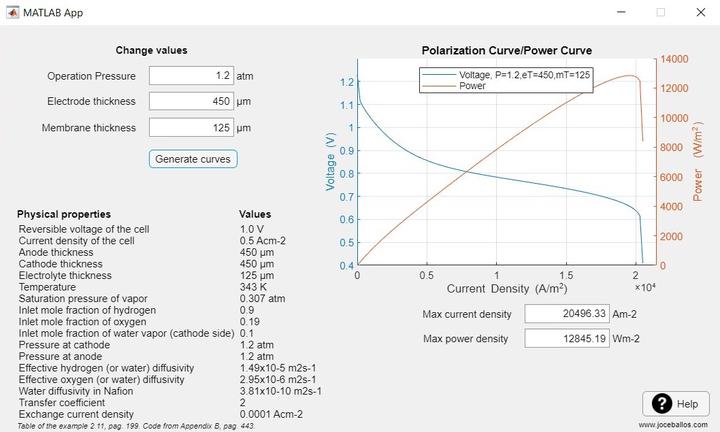 MATLAB App
Change values
Operation Pressure 1.2 atm
Electrode thickness 450 µm
Membrane thickness 125 µm
Generate curves
Physical properties Values
Reversible voltage of the cell 1.0 V
Current density of the cell 0.5 Acm-2
Anode thickness 450 µm
Cathode thickness 450 µm
Electrolyte thickness 125 µm
Temperature 343 K
Saturation pressure of vapor 0.307 atm
Inlet mole fraction of hydrogen 0.9
Inlet mole fraction of oxygen 0.19
Inlet mole fraction of water vapor (cathode side) 0.1
Pressure at cathode 1.2 atm
Pressure at anode 1.2 atm
Effective hydrogen (or water) diffusivity 1.49x10-5 m2s-1
Effective oxygen (or water) diffusivity 2.95x10-6 m2s-1
Water diffusivity in Nafion 3.81x10-10 m2s-1
Transfer coefficient 2
Exchange current density 0.0001 Acm-2
Table of the example 2.11, pag. 199. Code from Appendix B, pag. 443.
Polarization Curve/Power Curve
Voltage, P=1.2,eT=450,mT=125
Power
Voltage (V)
1.2
1.1
1
0.9
0.8
0.7
0.6
0.5
0.4
14000
12000
10000
8000
6000
4000
2000
0
Power (W/m²)
0 0.5 1 1.5 2
×10⁴
Current Density (A/m²)
Max current density 20496.33 Am-2
Max power density 12845.19 Wm-2
? Help
www.joceballos.com